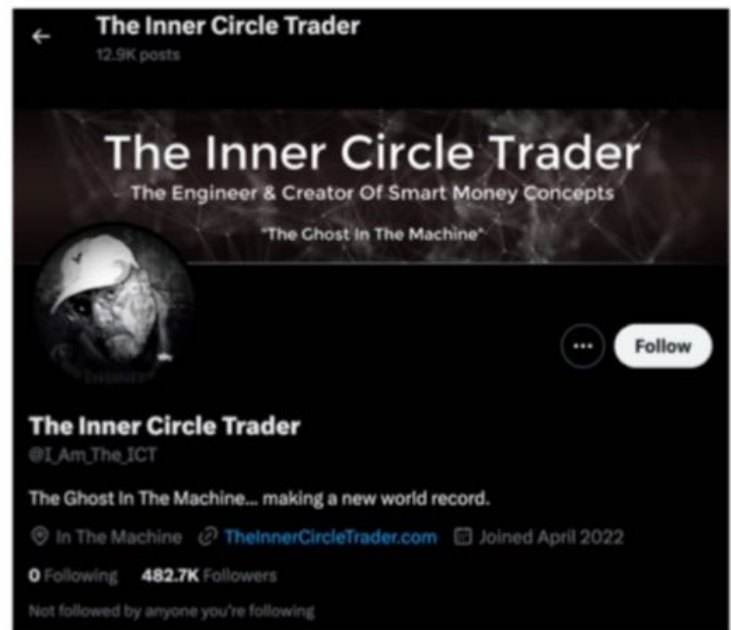 The Inner Circle Trader
12.9K posts
The Inner Circle Trader
The Engineer & Creator Of Smart Money Concepts
"The Ghost In The Machine"
Follow
The Inner Circle Trader
@I_Am_The_ICT
The Ghost In The Machine... making a new world record.
In The Machine TheInnerCircleTrader.com Joined April 2022
0 Following 482.7K Followers
Not followed by anyone you're following